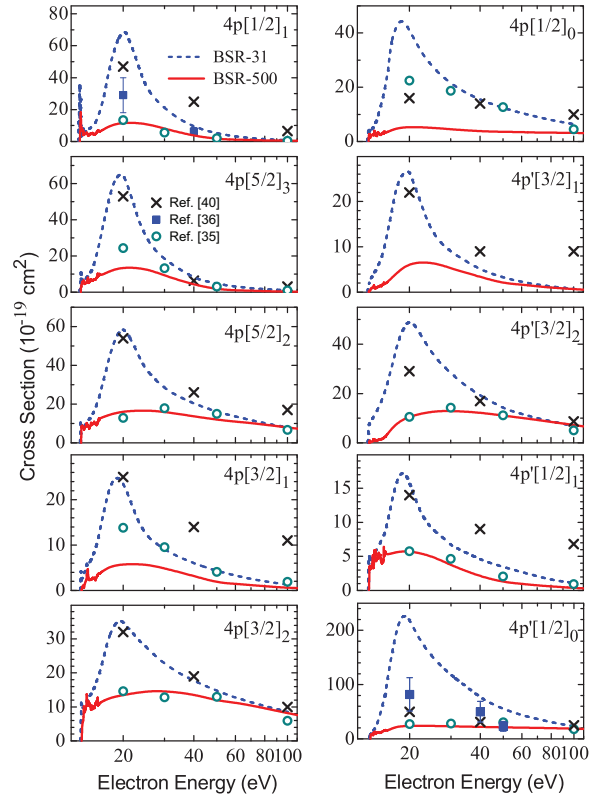 4p[1/2]1
BSR-31
BSR-500
60
40
20
0
4p[1/2]0
40
20
0
4p[5/2]3
Ref. [40]
Ref. [36]
Ref. [35]
60
40
20
0
4p'[3/2]1
20
10
0
4p[5/2]2
60
40
20
0
4p'[3/2]2
40
20
0
4p[3/2]1
20
10
0
4p'[1/2]1
15
10
5
0
4p[3/2]2
30
20
10
0
20
40
60
80
100
4p'[1/2]0
200
100
0
20
40
60
80
100
Cross Section (10-19 cm2)
Electron Energy (eV)
Electron Energy (eV)